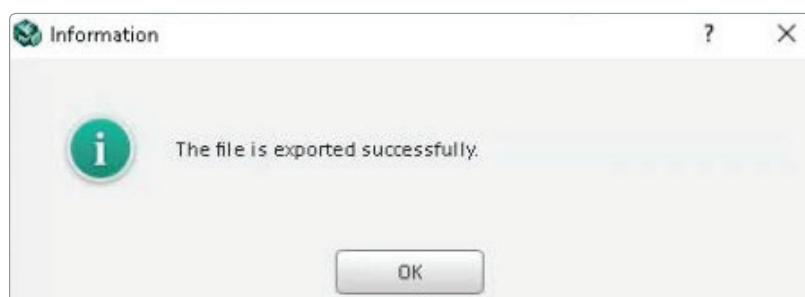 Information ?
The file is exported successfully.
OK